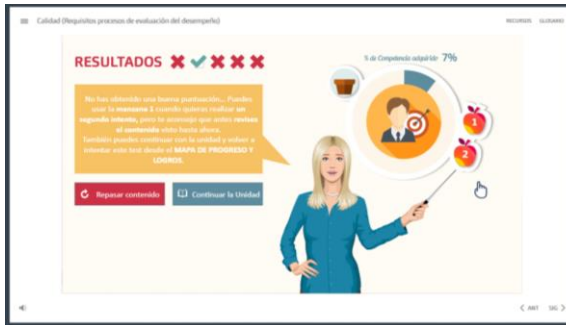 Calidad (Requisitos procesos de evaluación del desempeño)
RECURSOS GLOSARIO
RESULTADOS
% de Competencia adquirida 7%
No has obtenido una buena puntuación... Puedes
usar la manzana 1 cuando quieras realizar un
segundo intento, pero te aconsejo que antes revises
el contenido visto hasta ahora.
También puedes continuar con la unidad y volver a
intentar este test desde el MAPA DE PROGRESO Y
LOGROS.
1
2
Repasar contenido
Continuar la Unidad
< ANT SIG >